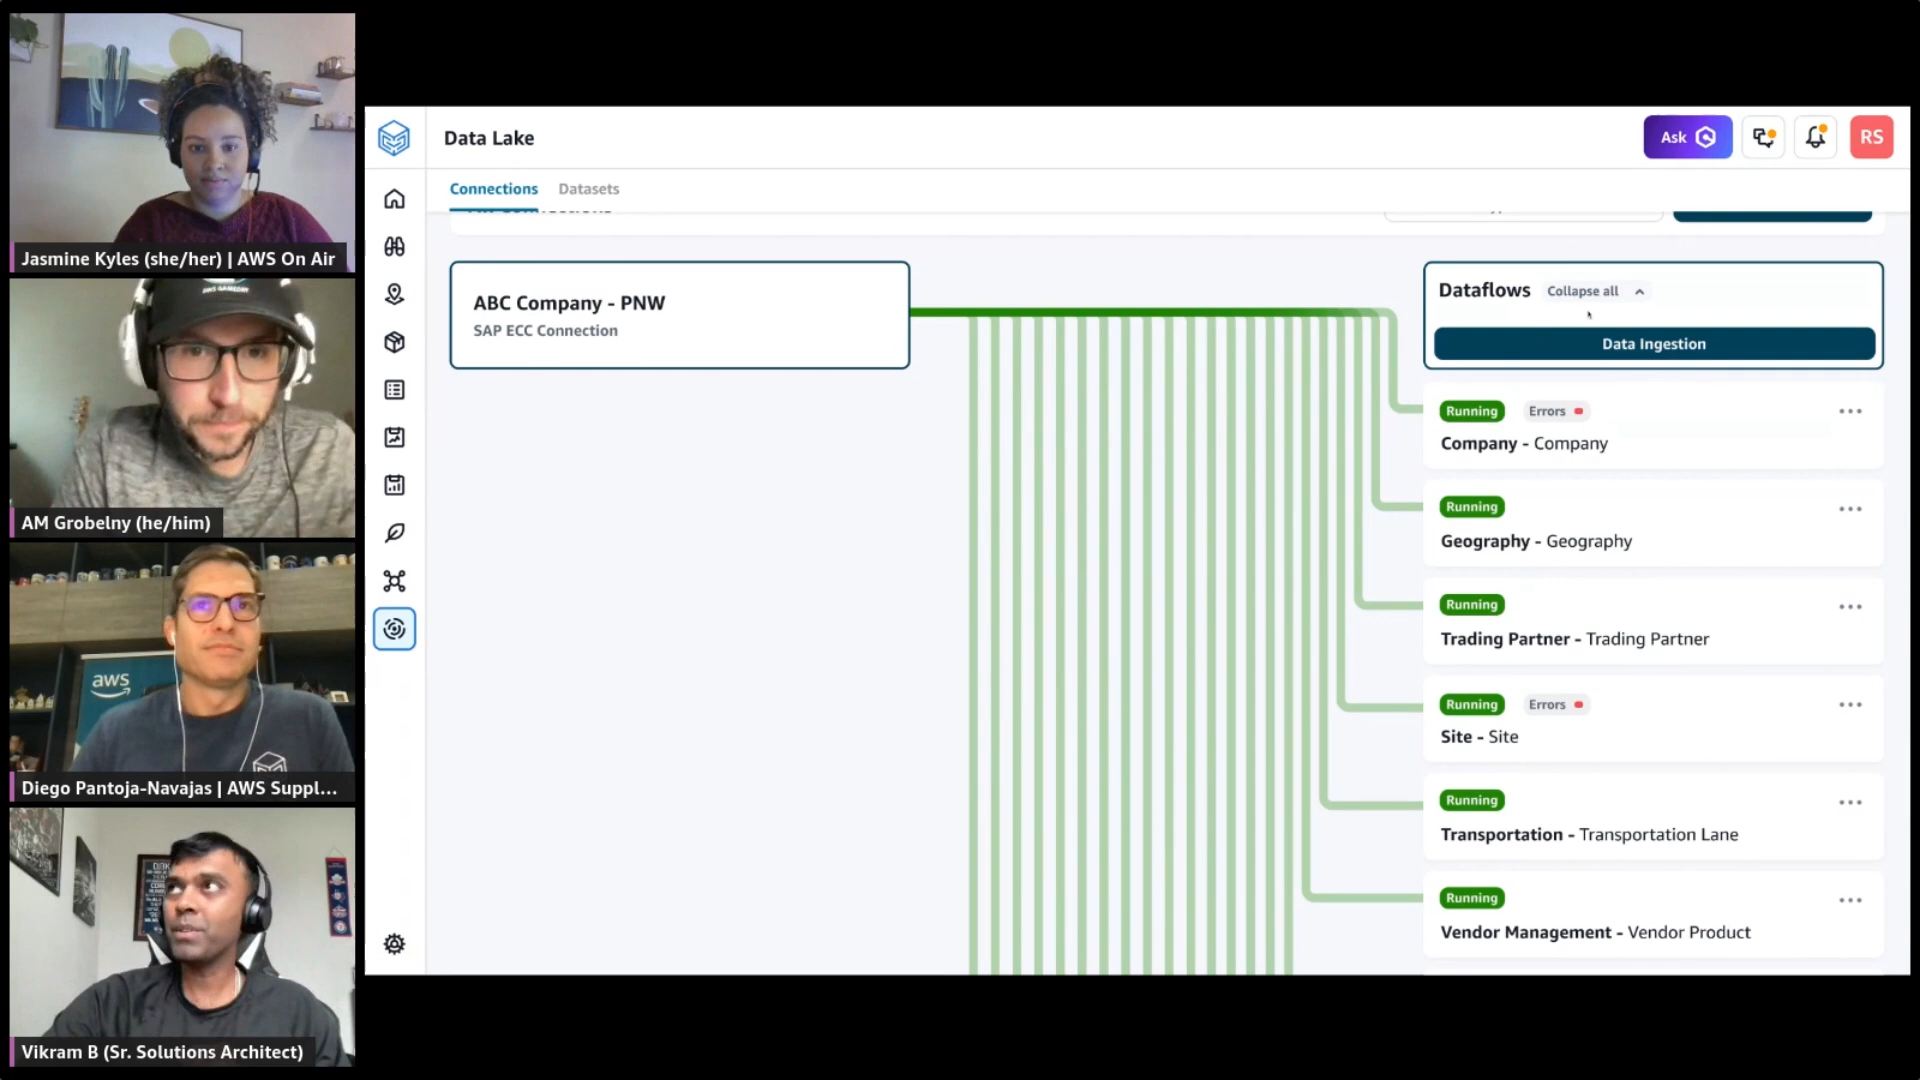 Jasmine Kyles (she/her) | AWS On Air
AWS GAMEDAY
AM Grobelny (he/him)
aws
Diego Pantoja-Navajas | AWS Suppl...
Vikram B (Sr. Solutions Architect)
Data Lake
Ask
RS
Connections
Datasets
ABC Company - PNW
SAP ECC Connection
Dataflows
Collapse all
Data Ingestion
Running
Errors
Company - Company
Running
Geography - Geography
Running
Trading Partner - Trading Partner
Running
Errors
Site - Site
Running
Transportation - Transportation Lane
Running
Vendor Management - Vendor Product